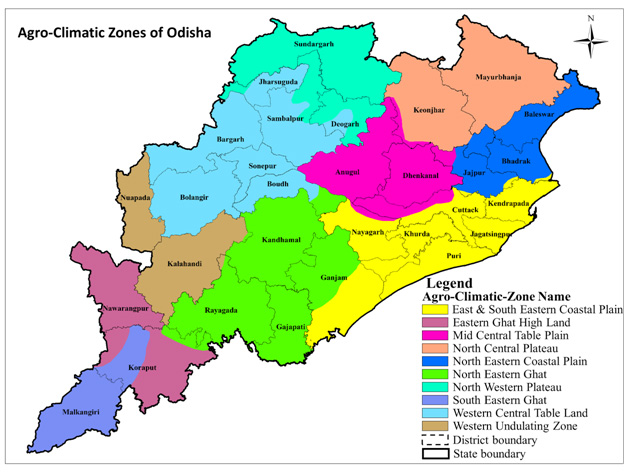 Agro-Climatic Zones of Odisha
N
Sundargarh
Jharsuguda
Mayurbhanja
Keonjhar
Sambalpur
Deogarh
Baleswar
Bargarh
Bhadrak
Sonepur
Anugul
Dhenkanal
Jajpur
Boudh
Nuapada
Bolangir
Kendrapada
Cuttack
Nayagarh
Khurda
Jagatsingpur
Kandhamal
Puri
Kalahandi
Ganjam
Nawarangpur
Rayagada
Gajapati
Koraput
Malkangiri
Legend
Agro-Climatic-Zone Name
East & South Eastern Coastal Plain
Eastern Ghat High Land
Mid Central Table Plain
North Central Plateau
North Eastern Coastal Plain
North Eastern Ghat
North Western Plateau
South Eastern Ghat
Western Central Table Land
Western Undulating Zone
District boundary
State boundary